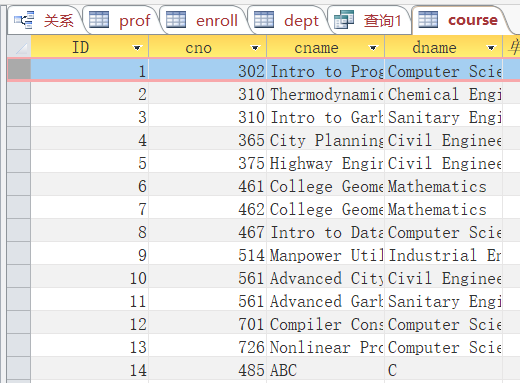 关系 prof enroll dept 查询1 course
ID cno cname dname 单
1 302 Intro to Prog Computer Scie
2 310 Thermodynamic Chemical Engi
3 310 Intro to Garb Sanitary Engi
4 365 City Planning Civil Enginee
5 375 Highway Engin Civil Enginee
6 461 College Geome Mathematics
7 462 College Geome Mathematics
8 467 Intro to Data Computer Scie
9 514 Manpower Util Industrial En
10 561 Advanced City Civil Enginee
11 561 Advanced Garb Sanitary Engi
12 701 Compiler Cons Computer Scie
13 726 Nonlinear Pro Computer Scie
14 485 ABC C